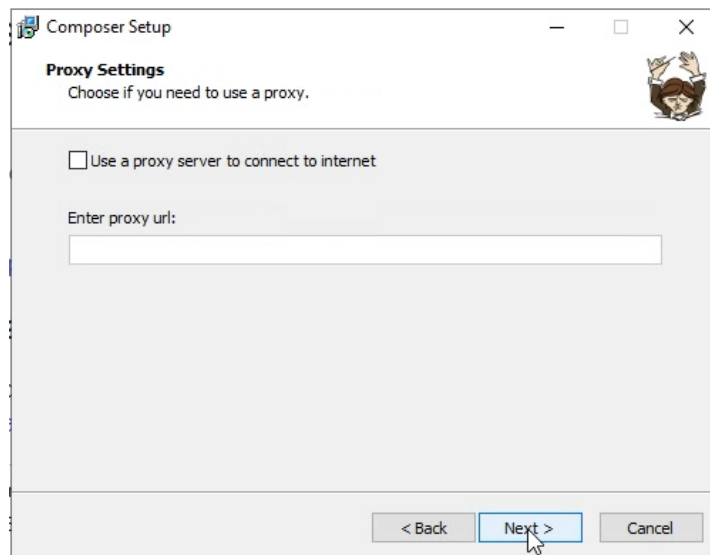 Composer Setup
Proxy Settings
Choose if you need to use a proxy.
Use a proxy server to connect to internet
Enter proxy url:
< Back Next > Cancel